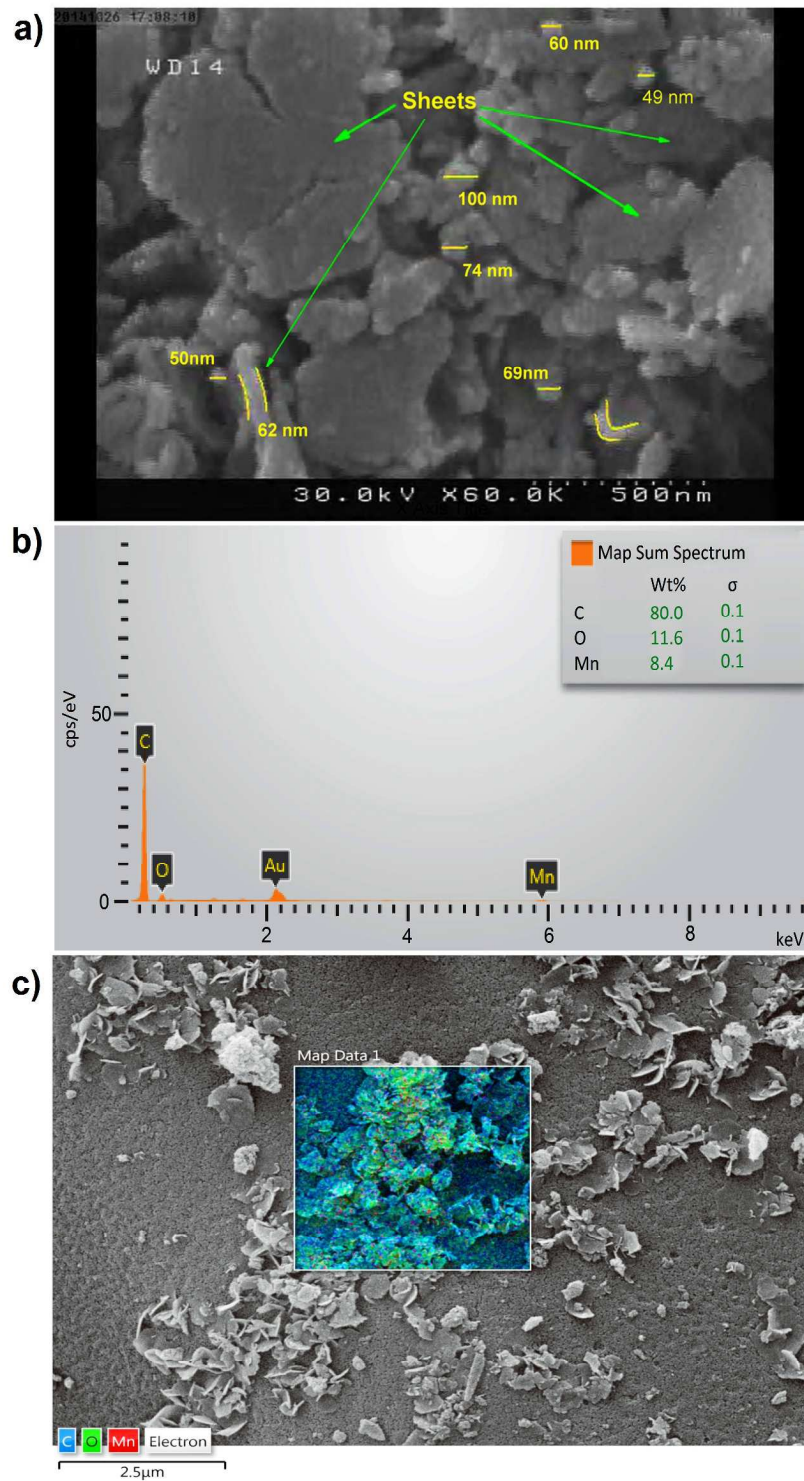 a)
20141026 17:08:10
WD14
60 nm
49 nm
Sheets
100 nm
74 nm
50nm
69nm
62 nm
30.0kV X60.0K 500nm
b)
Map Sum Spectrum
Wt% σ
C 80.0 0.1
O 11.6 0.1
Mn 8.4 0.1
cps/eV
50
0
C
O
Au
Mn
2 4 6 8 keV
c)
Map Data 1
C O Mn Electron
2.5µm